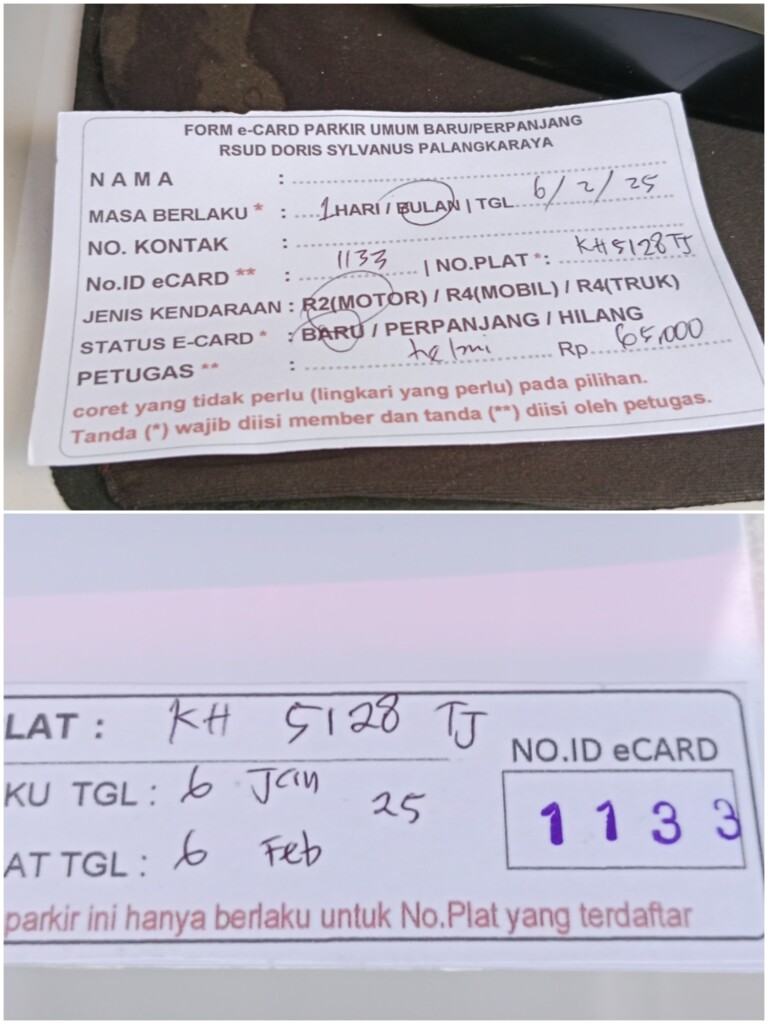 FORM e-CARD PARKIR UMUM BARU/PERPANJANG
RSUD DORIS SYLVANUS PALANGKARAYA
NAMA :
MASA BERLAKU * : 1 HARI / BULAN | TGL 6/2/25
NO. KONTAK :
No.ID eCARD ** : 1133 | NO.PLAT *: KH 5128 TJ
JENIS KENDARAAN : R2(MOTOR) / R4(MOBIL) / R4(TRUK)
STATUS E-CARD * : BARU / PERPANJANG / HILANG
PETUGAS ** : helmi Rp 65,000
coret yang tidak perlu (lingkari yang perlu) pada pilihan.
Tanda (*) wajib diisi member dan tanda (**) diisi oleh petugas.
LAT : KH 5128 TJ
NO.ID eCARD
KU TGL : 6 Jan 25
1133
AT TGL : 6 Feb
parkir ini hanya berlaku untuk No.Plat yang terdaftar